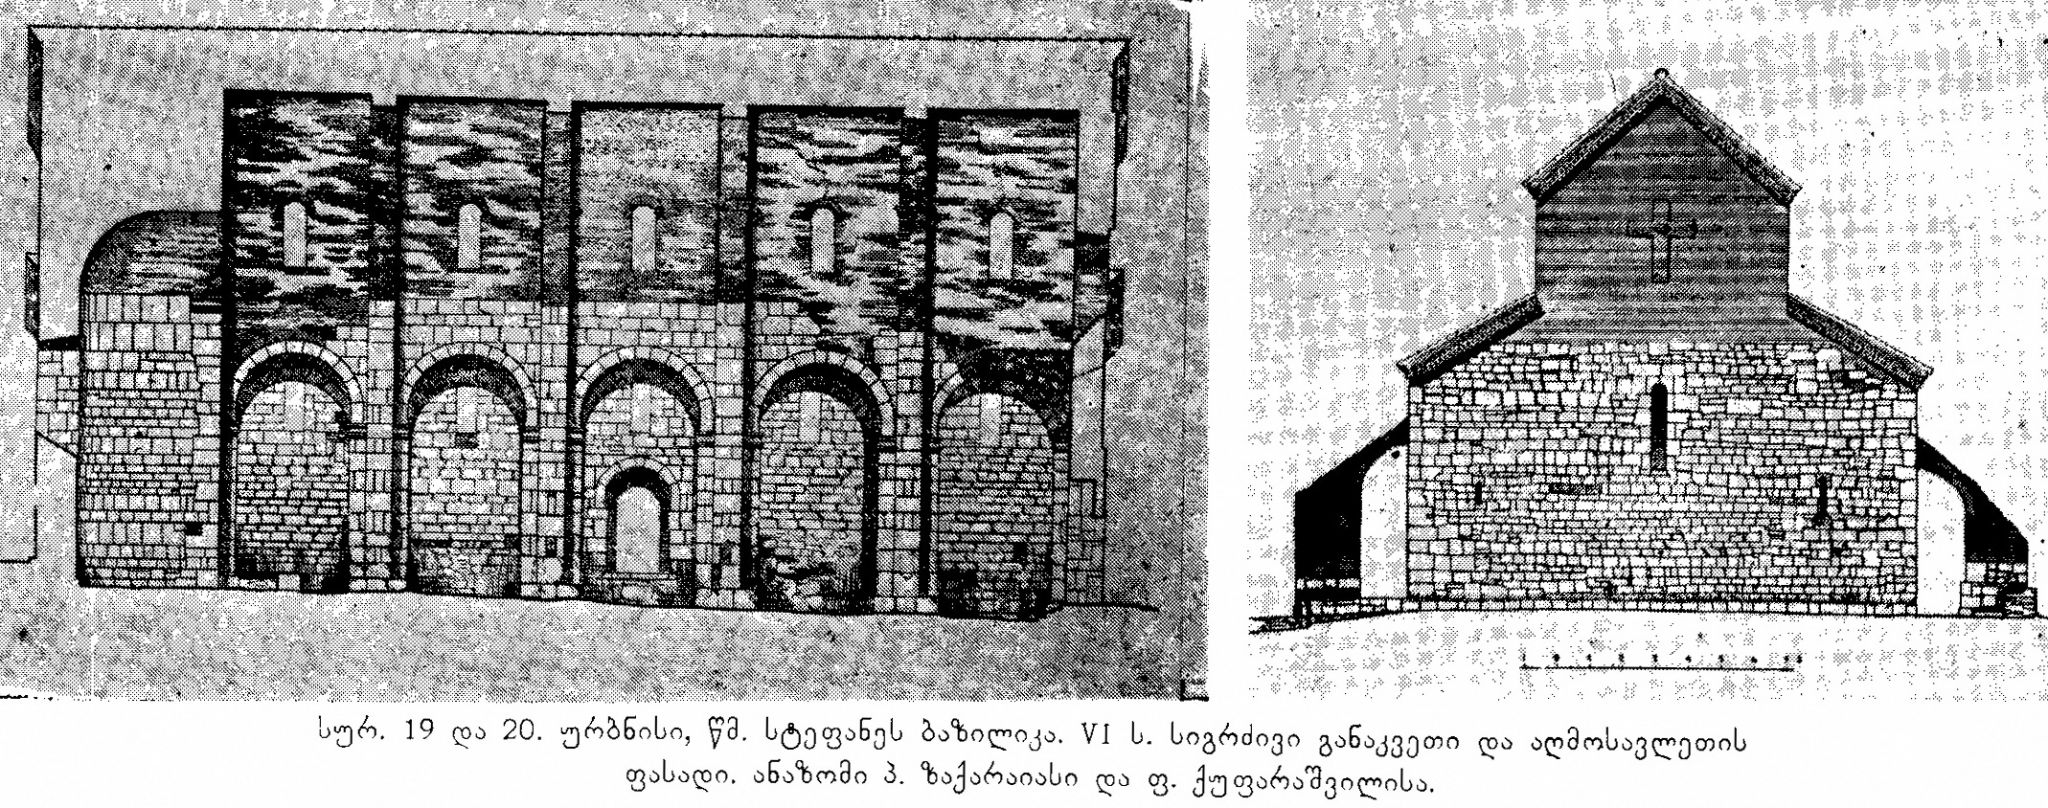 სურ. 19 და 20. ურბნისი, წმ. სტეფანეს ბაზილიკა. VI ს. სიგრძივი განაკვეთი და აღმოსავლეთის
ფასადი. ანაზომი პ. ზაქარაიასი და ფ. ქუფარაშვილისა.